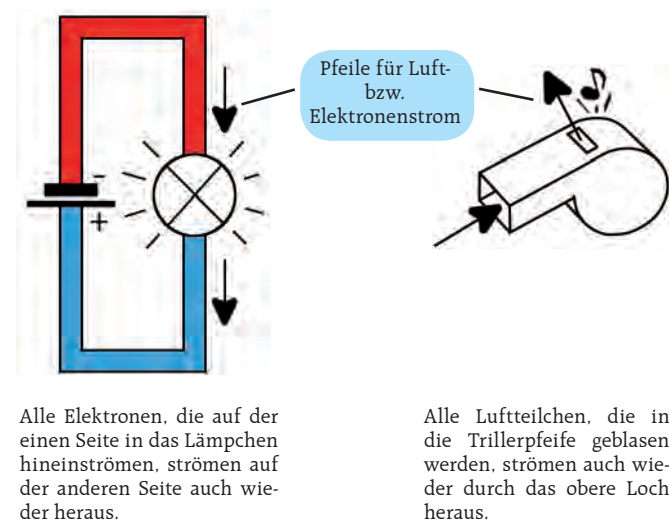 Pfeile für Luft-
bzw.
Elektronenstrom
-
+
Alle Elektronen, die auf der
einen Seite in das Lämpchen
hineinströmen, strömen auf
der anderen Seite auch wie-
der heraus.
Alle Luftteilchen, die in
die Trillerpfeife geblasen
werden, strömen auch wie-
der durch das obere Loch
heraus.